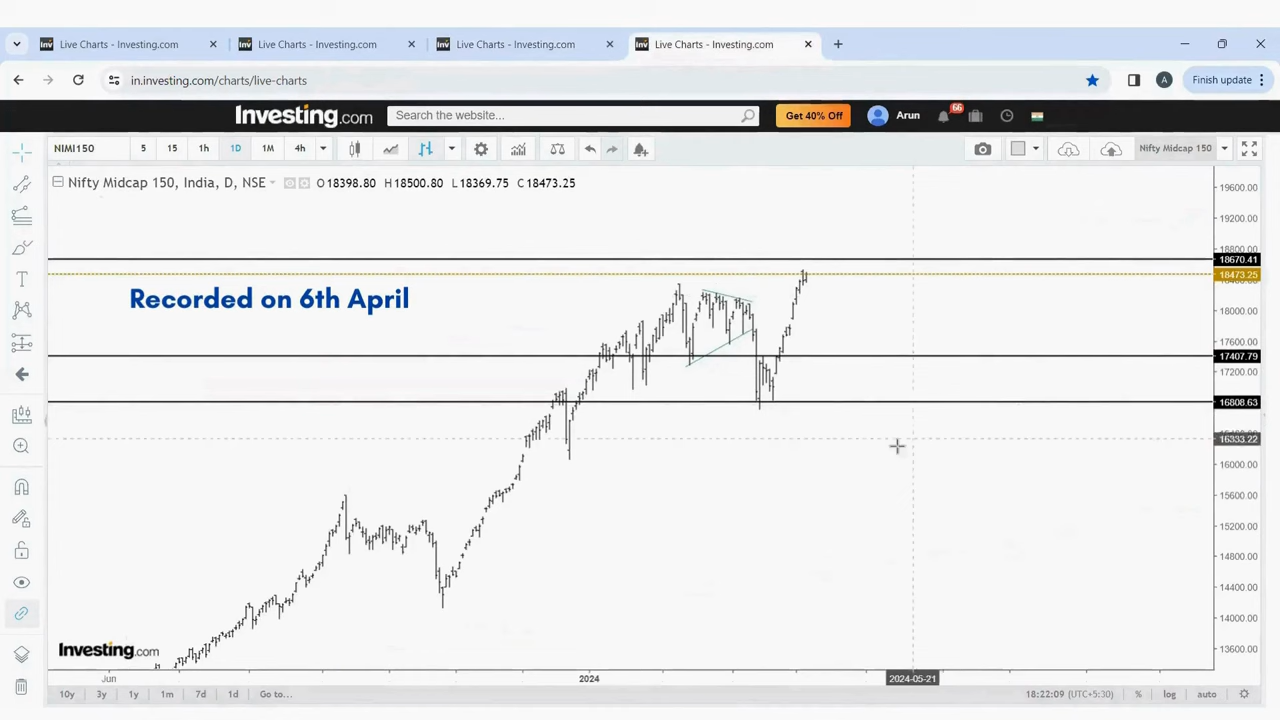 Live Charts - Investing.com
Live Charts - Investing.com
Live Charts - Investing.com
Live Charts - Investing.com
in.investing.com/charts/live-charts
A
Finish update
Investing.com
Search the website...
Get 40% Off
Arun
66
NIMI150
5
15
1h
1D
1M
4h
Nifty Midcap 150
Nifty Midcap 150, India, D, NSE
O18398.80 H18500.80 L18369.75 C18473.25
Recorded on 6th April
19600.00
19200.00
18800.00
18670.41
18473.25
18000.00
17600.00
17407.79
17200.00
16808.63
16333.22
16000.00
15600.00
15200.00
14800.00
14400.00
14000.00
13600.00
Investing.com
Jun
2024
2024-05-21
10y
3y
1y
1m
7d
1d
Go to...
18:22:09 (UTC+5:30)
%
log
auto